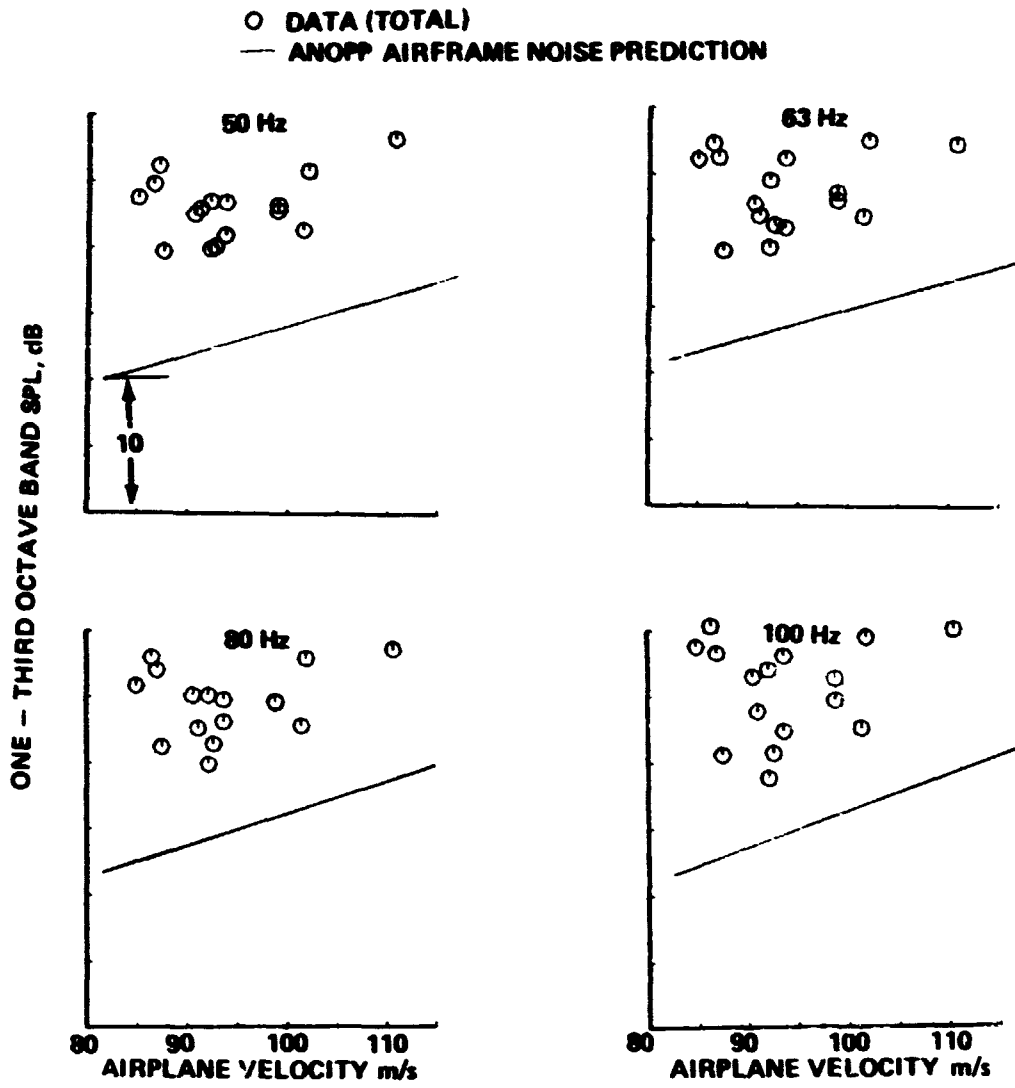 DATA (TOTAL)
ANOPP AIRFRAME NOISE PREDICTION
50 Hz
63 Hz
10
ONE – THIRD OCTAVE BAND SPL, dB
80 Hz
100 Hz
80 90 100 110
AIRPLANE VELOCITY m/s
80 90 100 110
AIRPLANE VELOCITY m/s